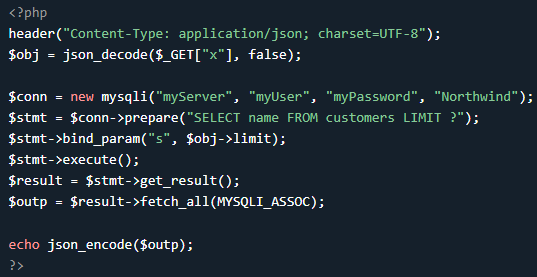 <?php
header("Content-Type: application/json; charset=UTF-8");
$obj = json_decode($_GET["x"], false);
$conn = new mysqli("myServer", "myUser", "myPassword", "Northwind");
$stmt = $conn->prepare("SELECT name FROM customers LIMIT ?");
$stmt->bind_param("s", $obj->limit);
$stmt->execute();
$result = $stmt->get_result();
$outp = $result->fetch_all(MYSQLI_ASSOC);
echo json_encode($outp);
?>